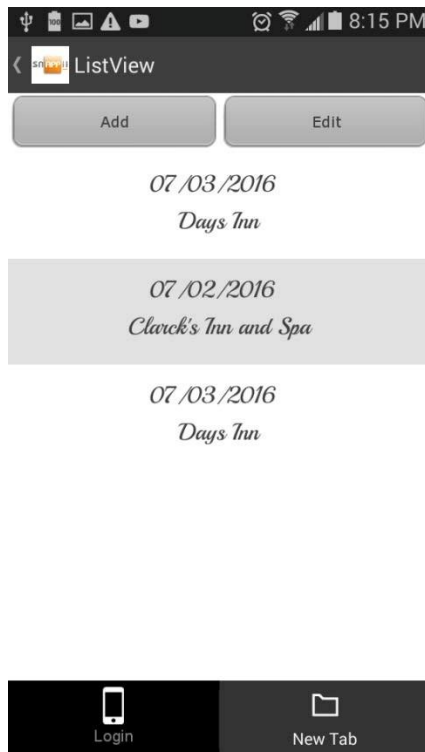 100
8:15 PM
ListView
Add
Edit
07/03/2016
Days Inn
07/02/2016
Clarck's Inn and Spa
07/03/2016
Days Inn
Login
New Tab